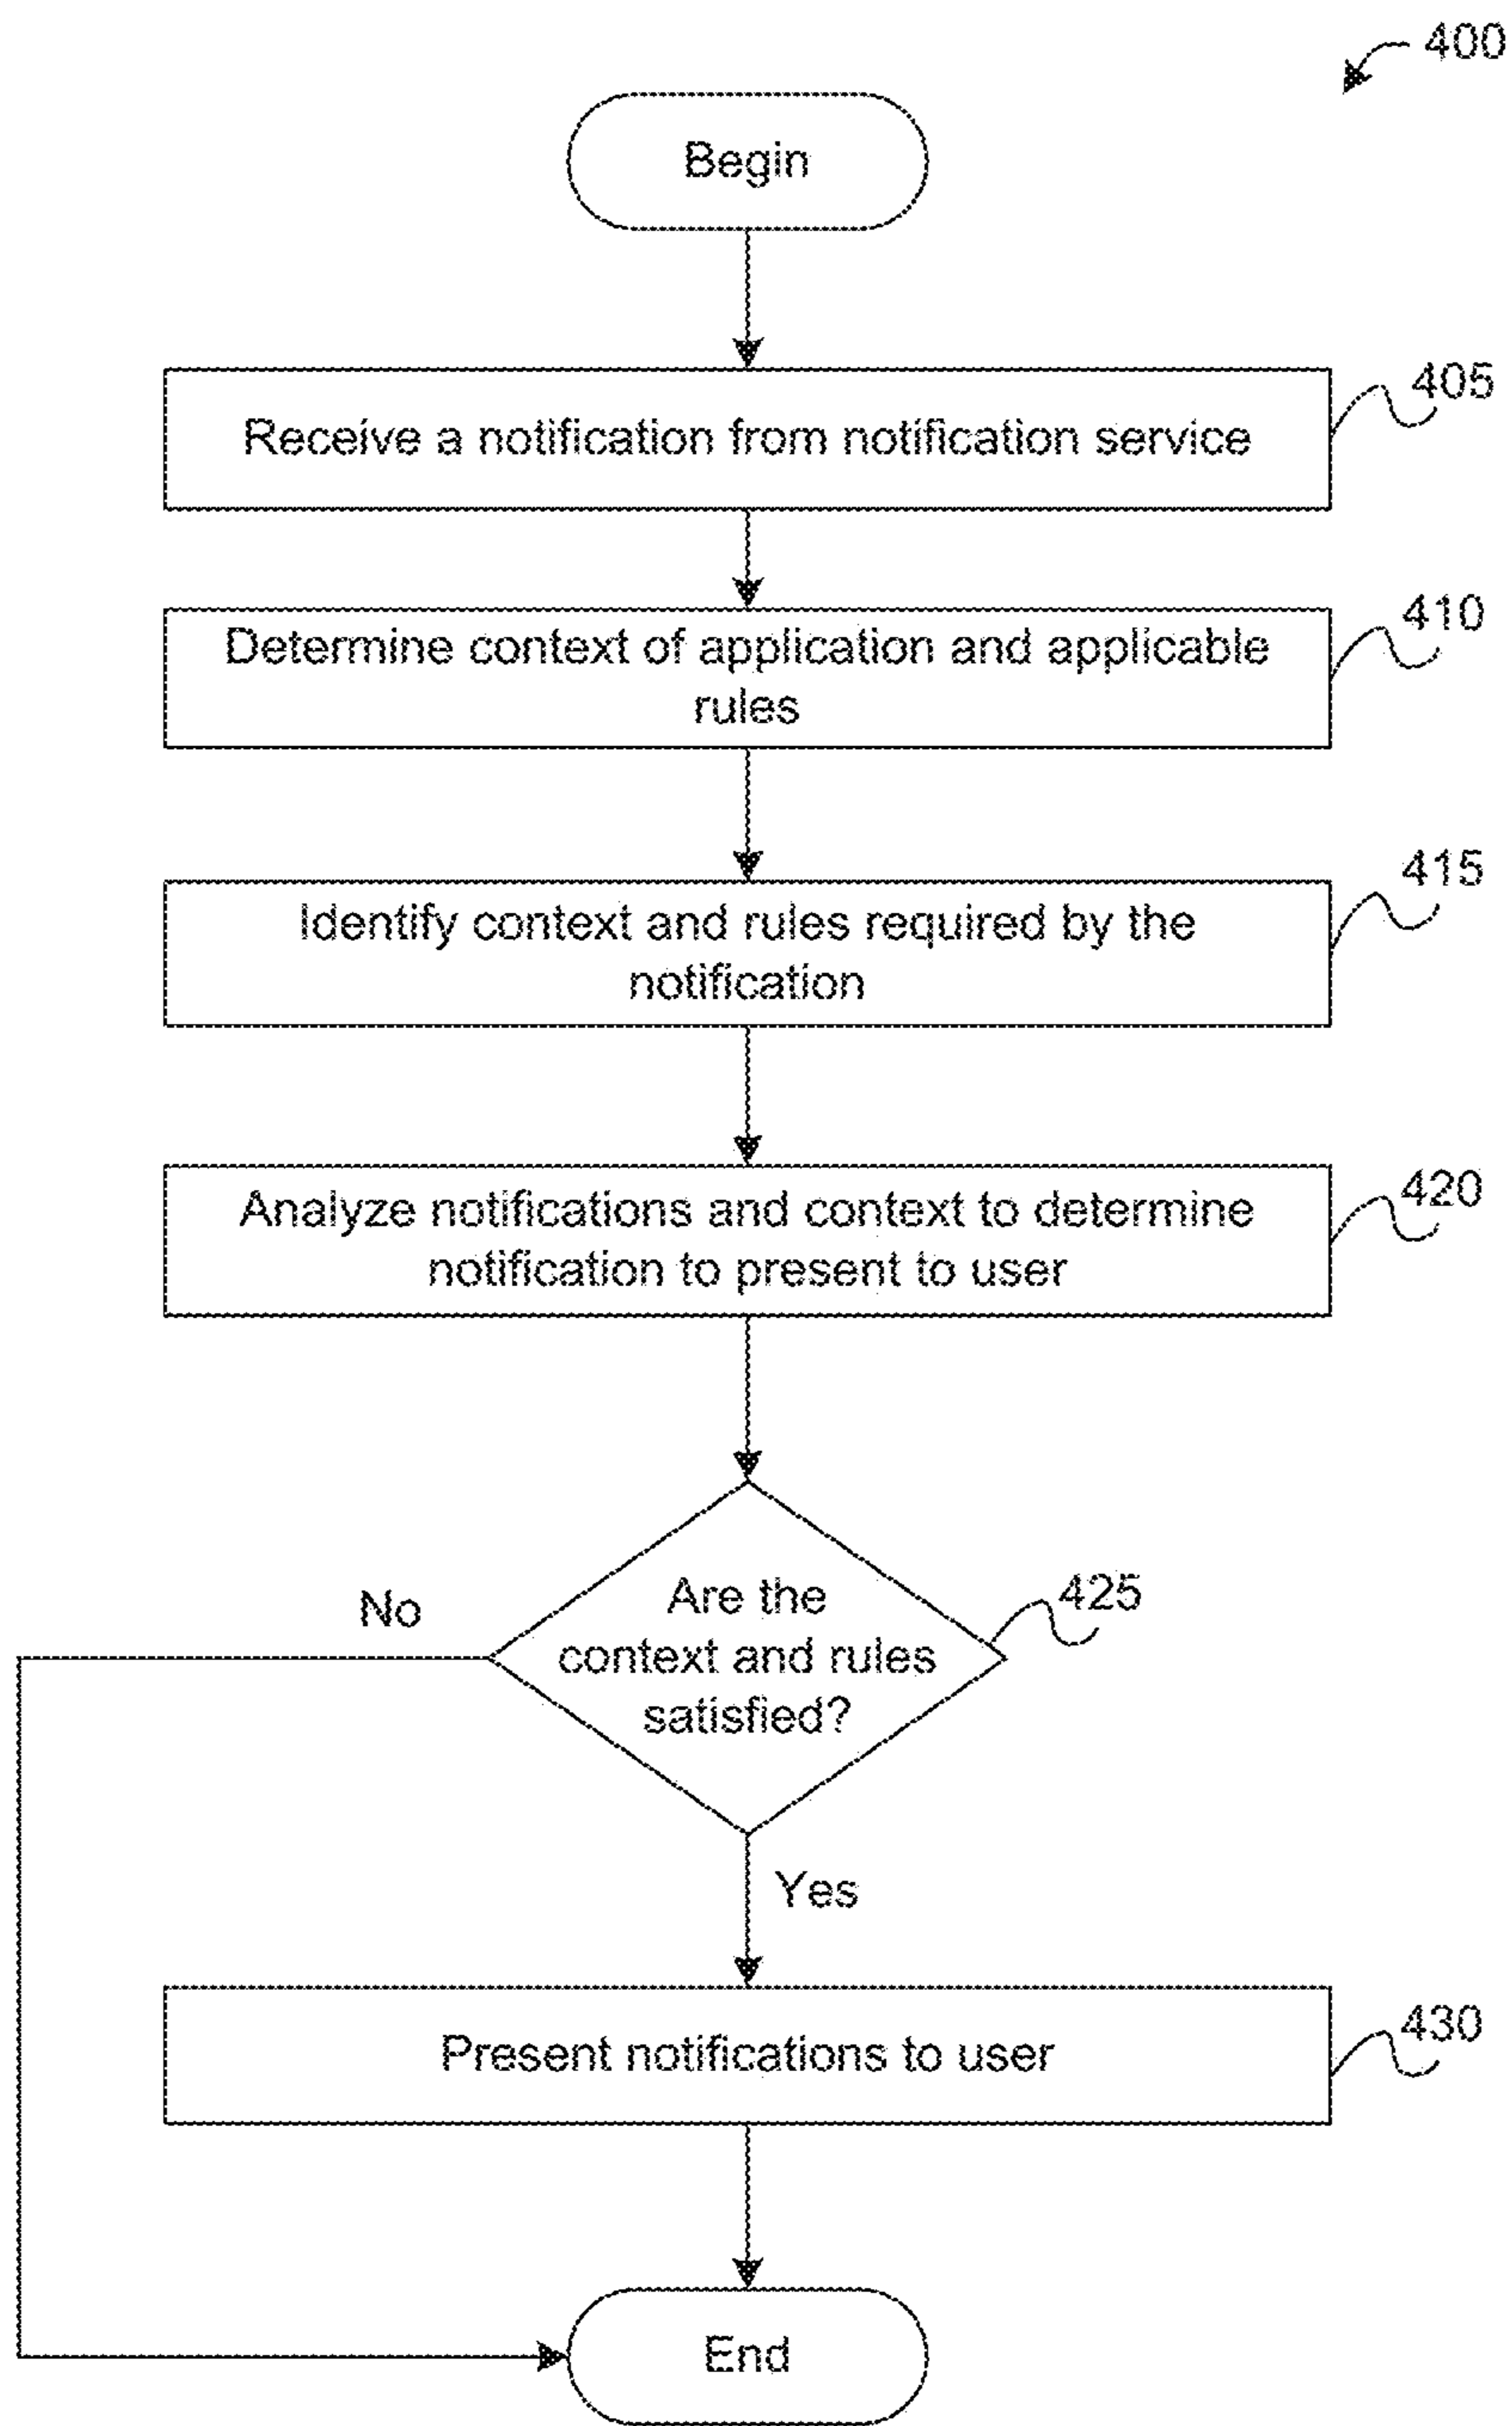 400
Begin
405
Receive a notification from notification service
410
Determine context of application and applicable
rules
415
Identify context and rules required by the
notification
420
Analyze notifications and context to determine
notification to present to user
425
Are the
context and rules
satisfied?
No
Yes
430
Present notifications to user
End